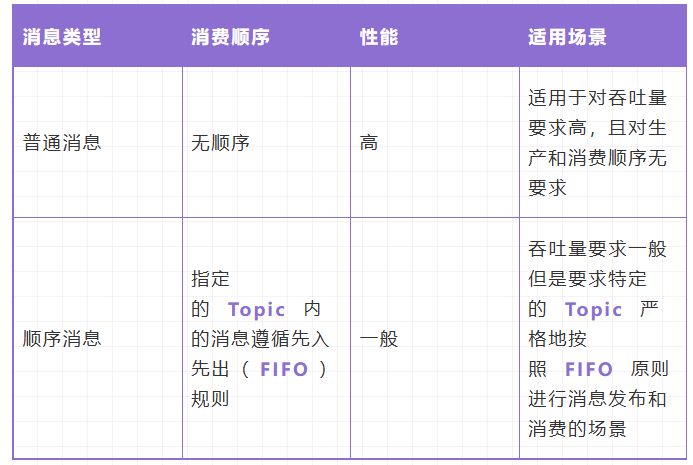 消息类型 消费顺序 性能 适用场景
普通消息
无顺序
高
适用于对吞吐量
要求高，且对生
产和消费顺序无
要求
顺序消息
指定
的 Topic 内
的消息遵循先入
先出（ FIFO ）
规则
一般
吞吐量要求一般
但是要求特定
的 Topic 严
格地按
照 FIFO 原则
进行消息发布和
消费的场景